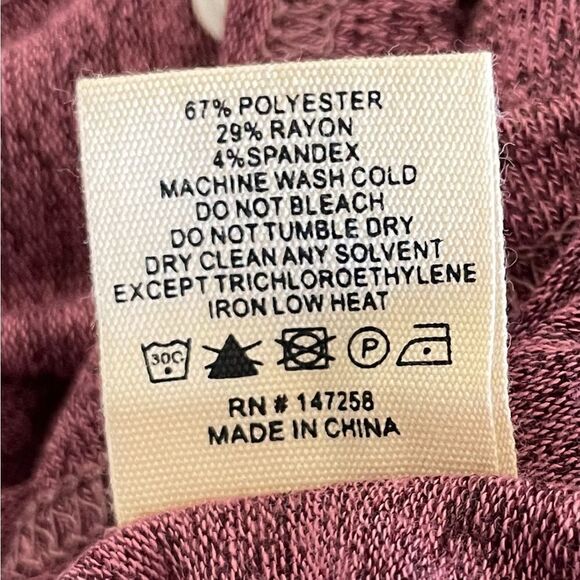 67% POLYESTER
29% RAYON
4%SPANDEX
MACHINE WASH COLD
DO NOT BLEACH
DO NOT TUMBLE DRY
DRY CLEAN ANY SOLVENT
EXCEPT TRICHLOROETHYLENE
IRON LOW HEAT
30C P
RN # 147258
MADE IN CHINA